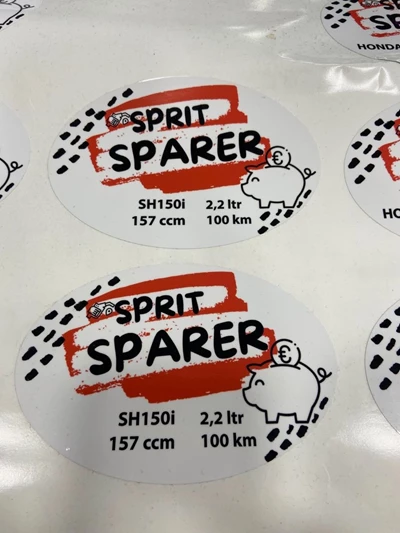 SPRIT
SPARER
€
SH150i 2,2 ltr
157 ccm 100 km
SPRIT
SPARER
€
SH150i 2,2 ltr
157 ccm 100 km
HONDA